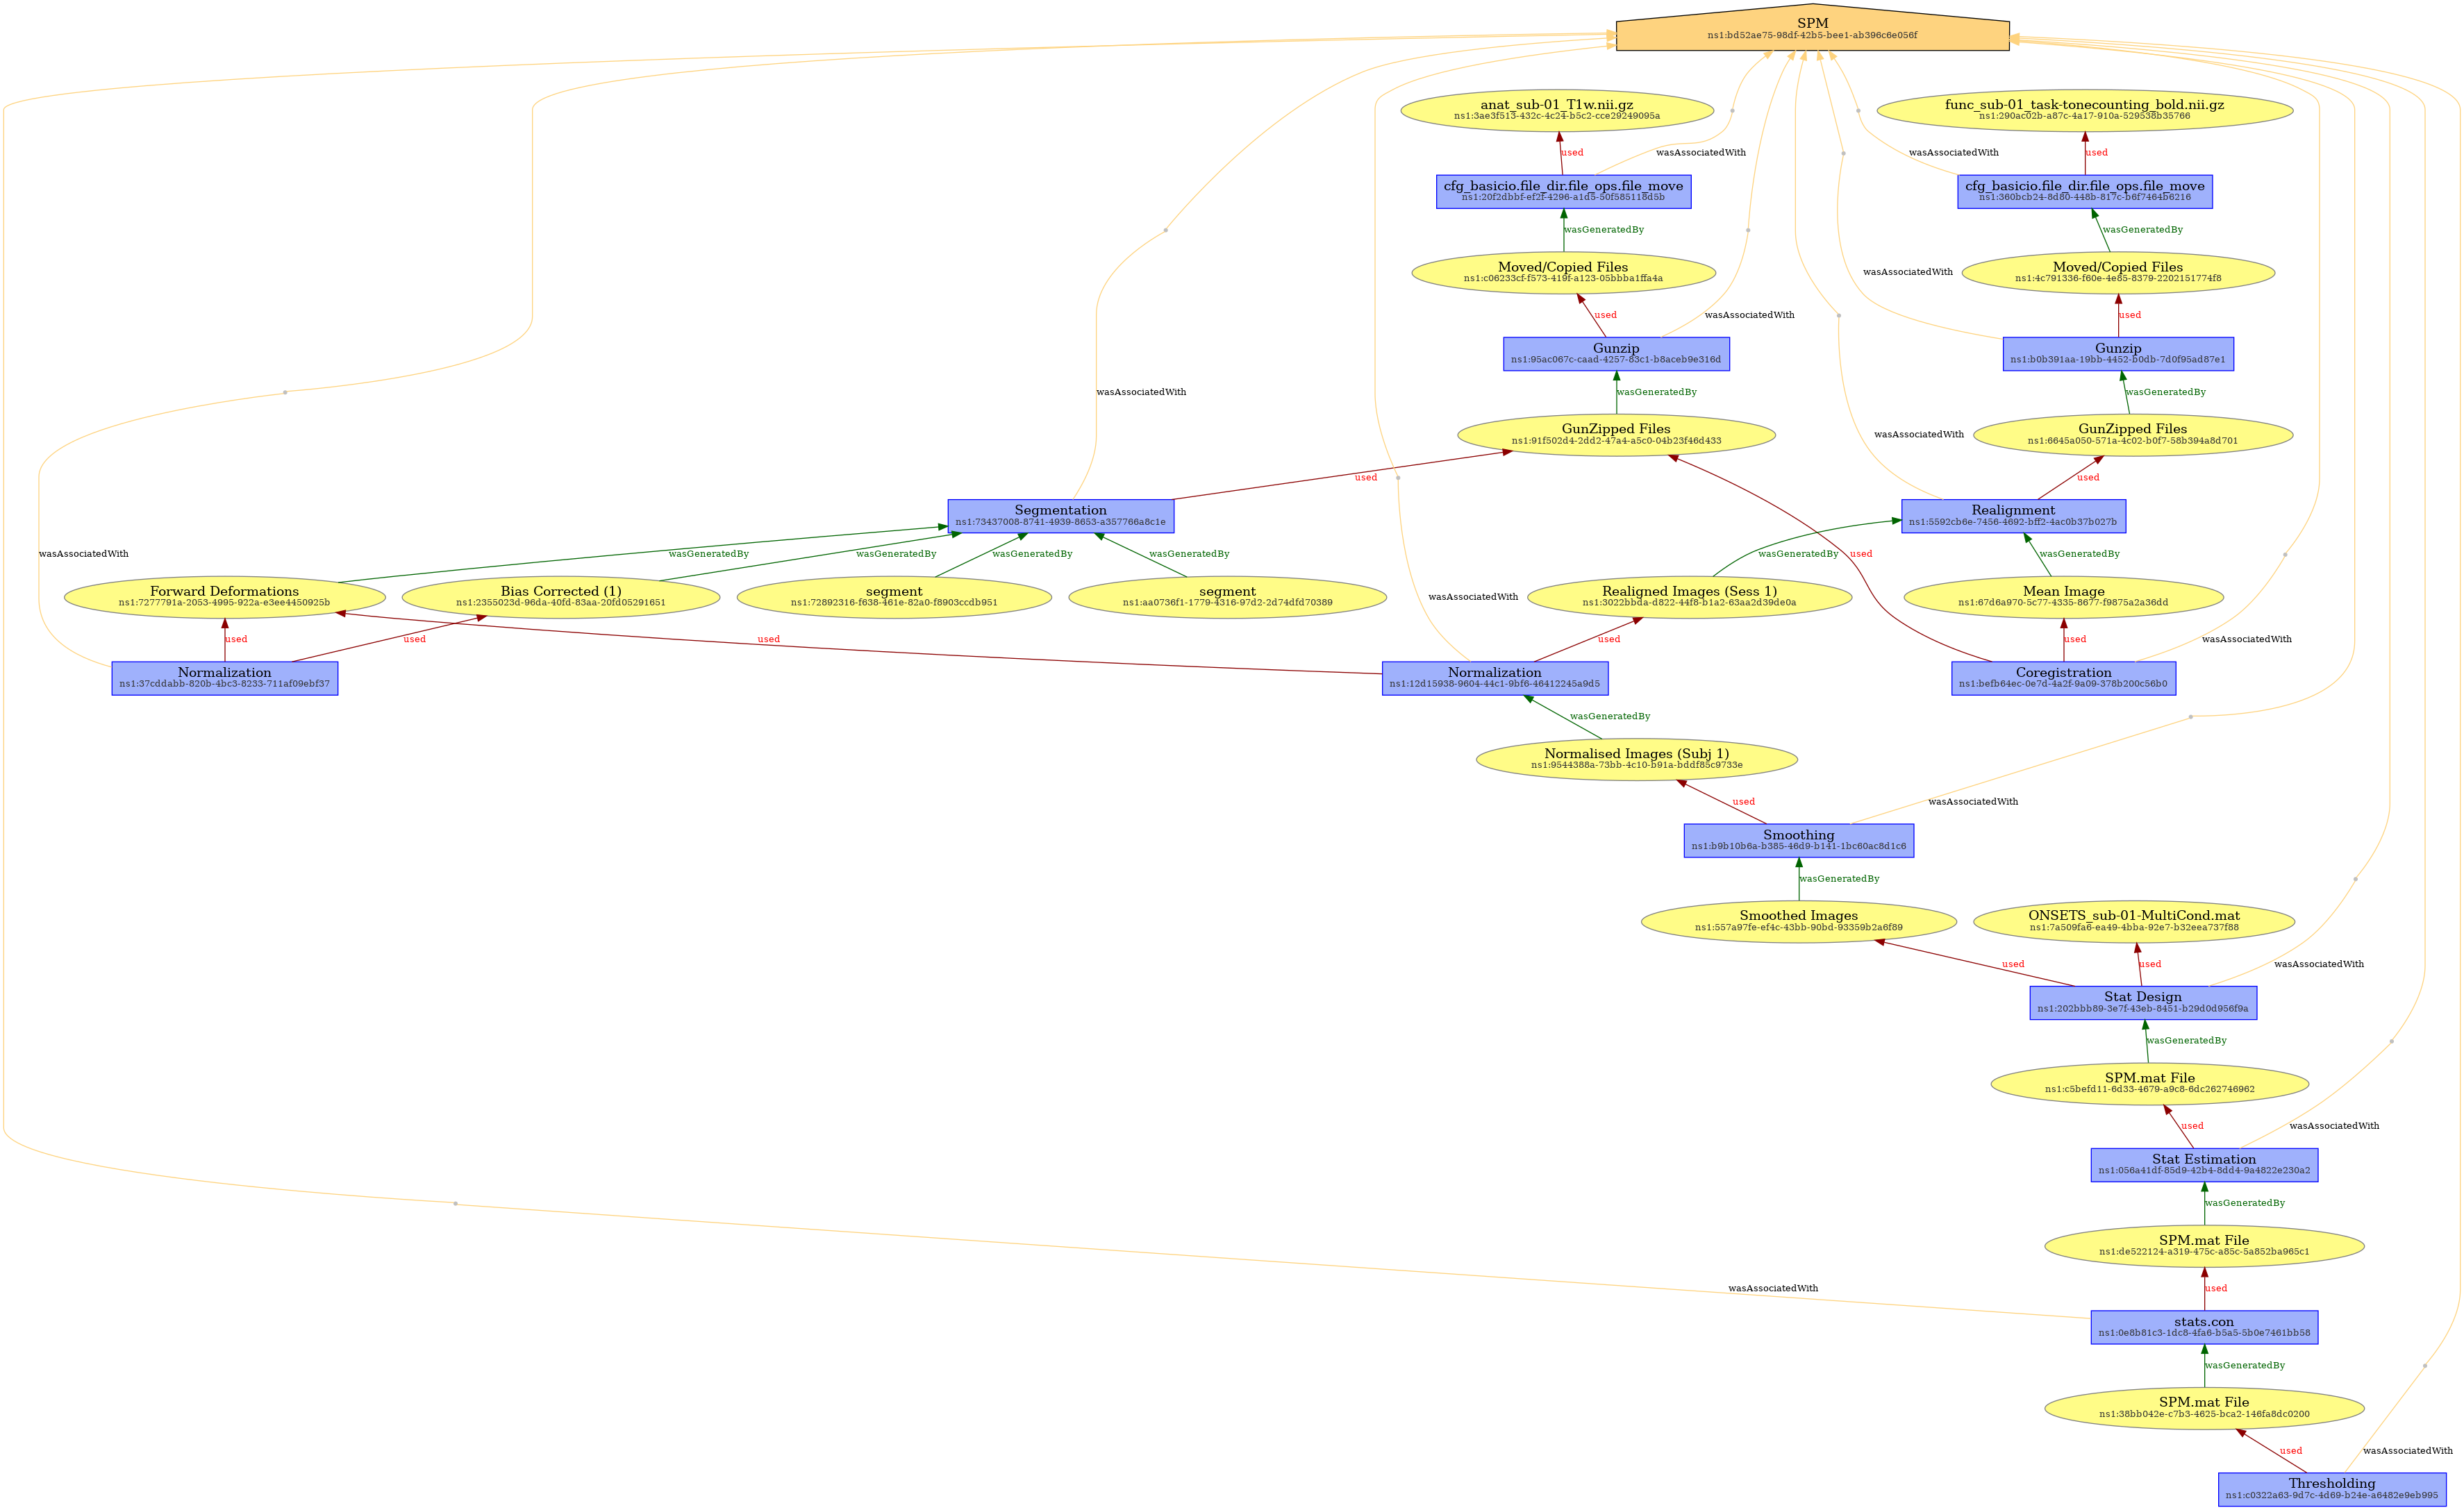 SPM
ns1:bd52ae75-98df-42b5-bee1-ab396c6e056f
anat_sub-01_T1w.nii.gz
ns1:3ae3f513-432c-4c24-b5c2-cce29249095a
func_sub-01_task-tonecounting_bold.nii.gz
ns1:290ac02b-a87c-4a17-910a-529538b35766
used
wasAssociatedWith
wasAssociatedWith
used
cfg_basicio.file_dir.file_ops.file_move
ns1:20f2dbbf-ef2f-4296-a1d5-50f585118d5b
cfg_basicio.file_dir.file_ops.file_move
ns1:360bcb24-8d80-448b-817c-b6f7464b6216
wasGeneratedBy
wasGeneratedBy
Moved/Copied Files
ns1:c06233cf-f573-419f-a123-05bbba1ffa4a
wasAssociatedWith
Moved/Copied Files
ns1:4c791336-f60e-4e85-8379-2202151774f8
used
wasAssociatedWith
used
Gunzip
ns1:95ac067c-caad-4257-83c1-b8aceb9e316d
Gunzip
ns1:b0b391aa-19bb-4452-b0db-7d0f95ad87e1
wasAssociatedWith
wasGeneratedBy
wasGeneratedBy
GunZipped Files
ns1:91f502d4-2dd2-47a4-a5c0-04b23f46d433
wasAssociatedWith
GunZipped Files
ns1:6645a050-571a-4c02-b0f7-58b394a8d701
used
used
Segmentation
ns1:73437008-8741-4939-8653-a357766a8c1e
Realignment
ns1:5592cb6e-7456-4692-bff2-4ac0b37b027b
wasAssociatedWith
wasGeneratedBy
wasGeneratedBy
wasGeneratedBy
wasGeneratedBy
wasGeneratedBy
used
wasGeneratedBy
Forward Deformations
ns1:7277791a-2053-4995-922a-e3ee4450925b
Bias Corrected (1)
ns1:2355023d-96da-40fd-83aa-20fd05291651
segment
ns1:72892316-f638-461e-82a0-f8903ccdb951
segment
ns1:aa0736f1-1779-4316-97d2-2d74dfd70389
wasAssociatedWith
Realigned Images (Sess 1)
ns1:3022bbda-d822-44f8-b1a2-63aa2d39de0a
Mean Image
ns1:67d6a970-5c77-4335-8677-f9875a2a36dd
used
used
used
used
used
wasAssociatedWith
Normalization
ns1:37cddabb-820b-4bc3-8233-711af09ebf37
Normalization
ns1:12d15938-9604-44c1-9bf6-46412245a9d5
Coregistration
ns1:befb64ec-0e7d-4a2f-9a09-378b200c56b0
wasGeneratedBy
Normalised Images (Subj 1)
ns1:9544388a-73bb-4c10-b91a-bddf85c9733e
used
wasAssociatedWith
Smoothing
ns1:b9b10b6a-b385-46d9-b141-1bc60ac8d1c6
wasGeneratedBy
Smoothed Images
ns1:557a97fe-ef4c-43bb-90bd-93359b2a6f89
ONSETS_sub-01-MultiCond.mat
ns1:7a509fa6-ea49-4bba-92e7-b32eea737f88
used
used
wasAssociatedWith
Stat Design
ns1:202bbb89-3e7f-43eb-8451-b29d0d956f9a
wasGeneratedBy
SPM.mat File
ns1:c5befd11-6d33-4679-a9c8-6dc262746962
used
wasAssociatedWith
Stat Estimation
ns1:056a41df-85d9-42b4-8dd4-9a4822e230a2
wasGeneratedBy
SPM.mat File
ns1:de522124-a319-475c-a85c-5a852ba965c1
wasAssociatedWith
used
stats.con
ns1:0e8b81c3-1dc8-4fa6-b5a5-5b0e7461bb58
wasGeneratedBy
SPM.mat File
ns1:38bb042e-c7b3-4625-bca2-146fa8dc0200
used
wasAssociatedWith
Thresholding
ns1:c0322a63-9d7c-4d69-b24e-a6482e9eb995